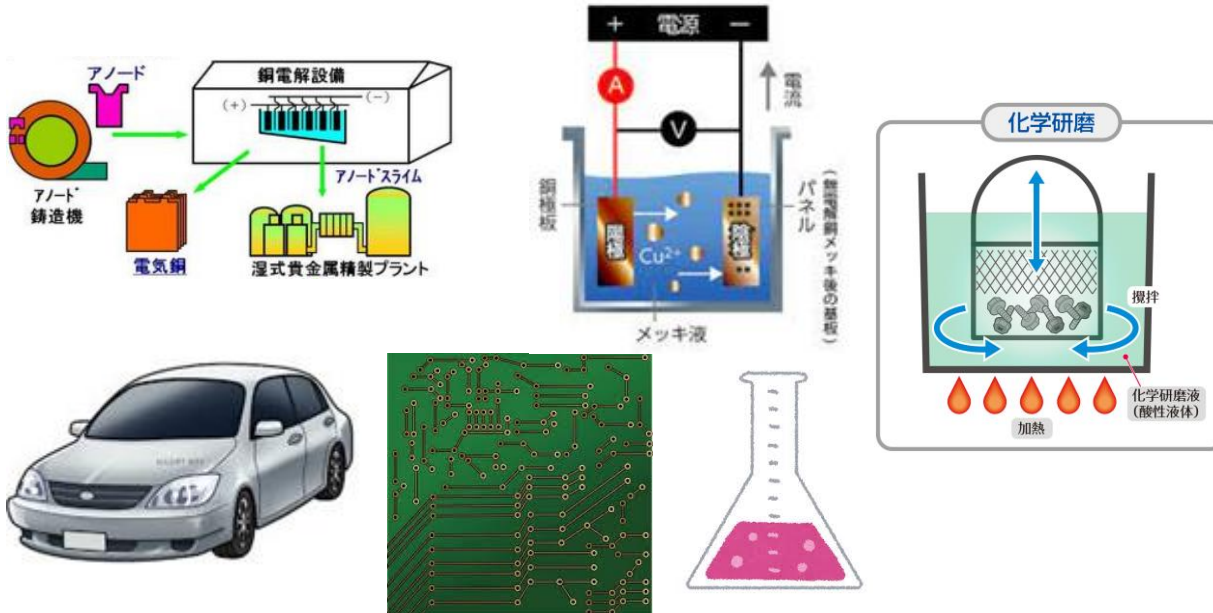 アノード
銅電解設備
(+)
(−)
アノード
鋳造機
アノードスライム
電気銅
湿式貴金属精製プラント
+ 電源 −
A
V
電流
銅極板
陽極
Cu2+
陰極
パネル
(無電解銅メッキ後の基板)
メッキ液
化学研磨
攪拌
化学研磨液
(酸性液体)
加熱